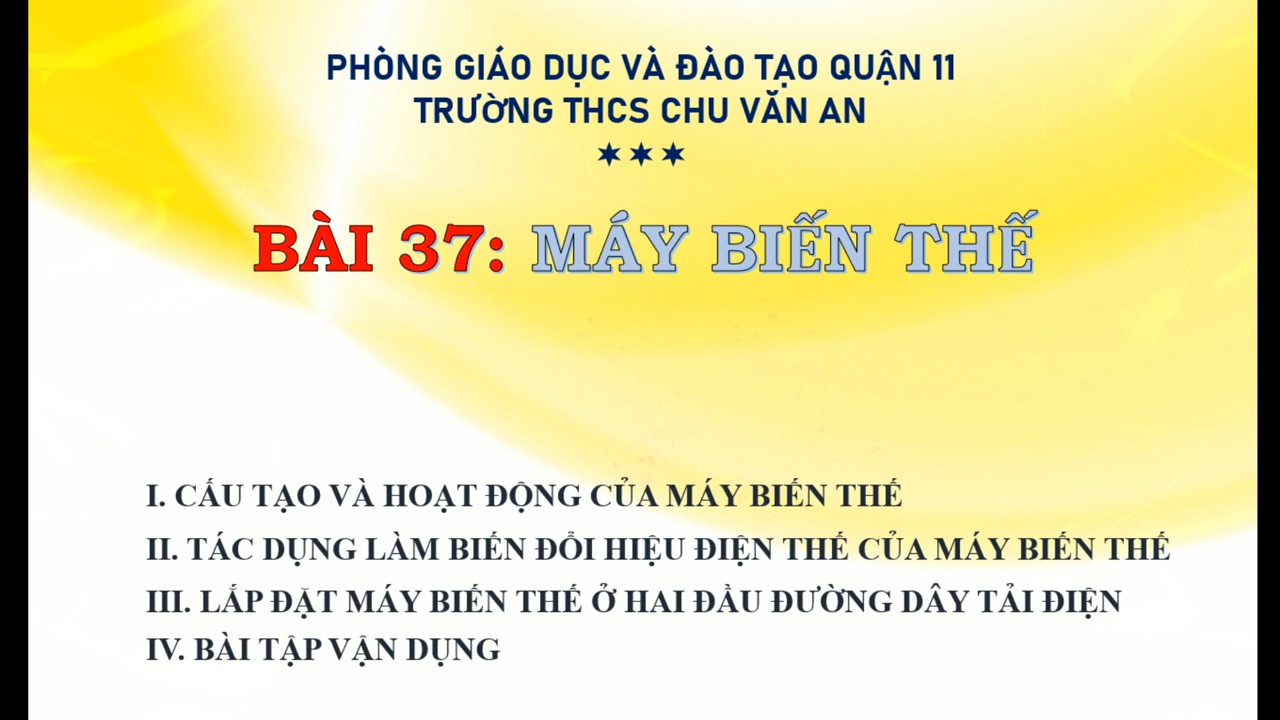 PHÒNG GIÁO DỤC VÀ ĐÀO TẠO QUẬN 11
TRƯỜNG THCS CHU VĂN AN
BÀI 37: MÁY BIẾN THẾ
I. CẤU TẠO VÀ HOẠT ĐỘNG CỦA MÁY BIẾN THẾ
II. TÁC DỤNG LÀM BIẾN ĐỔI HIỆU ĐIỆN THẾ CỦA MÁY BIẾN THẾ
III. LẮP ĐẶT MÁY BIẾN THẾ Ở HAI ĐẦU ĐƯỜNG DÂY TẢI ĐIỆN
IV. BÀI TẬP VẬN DỤNG